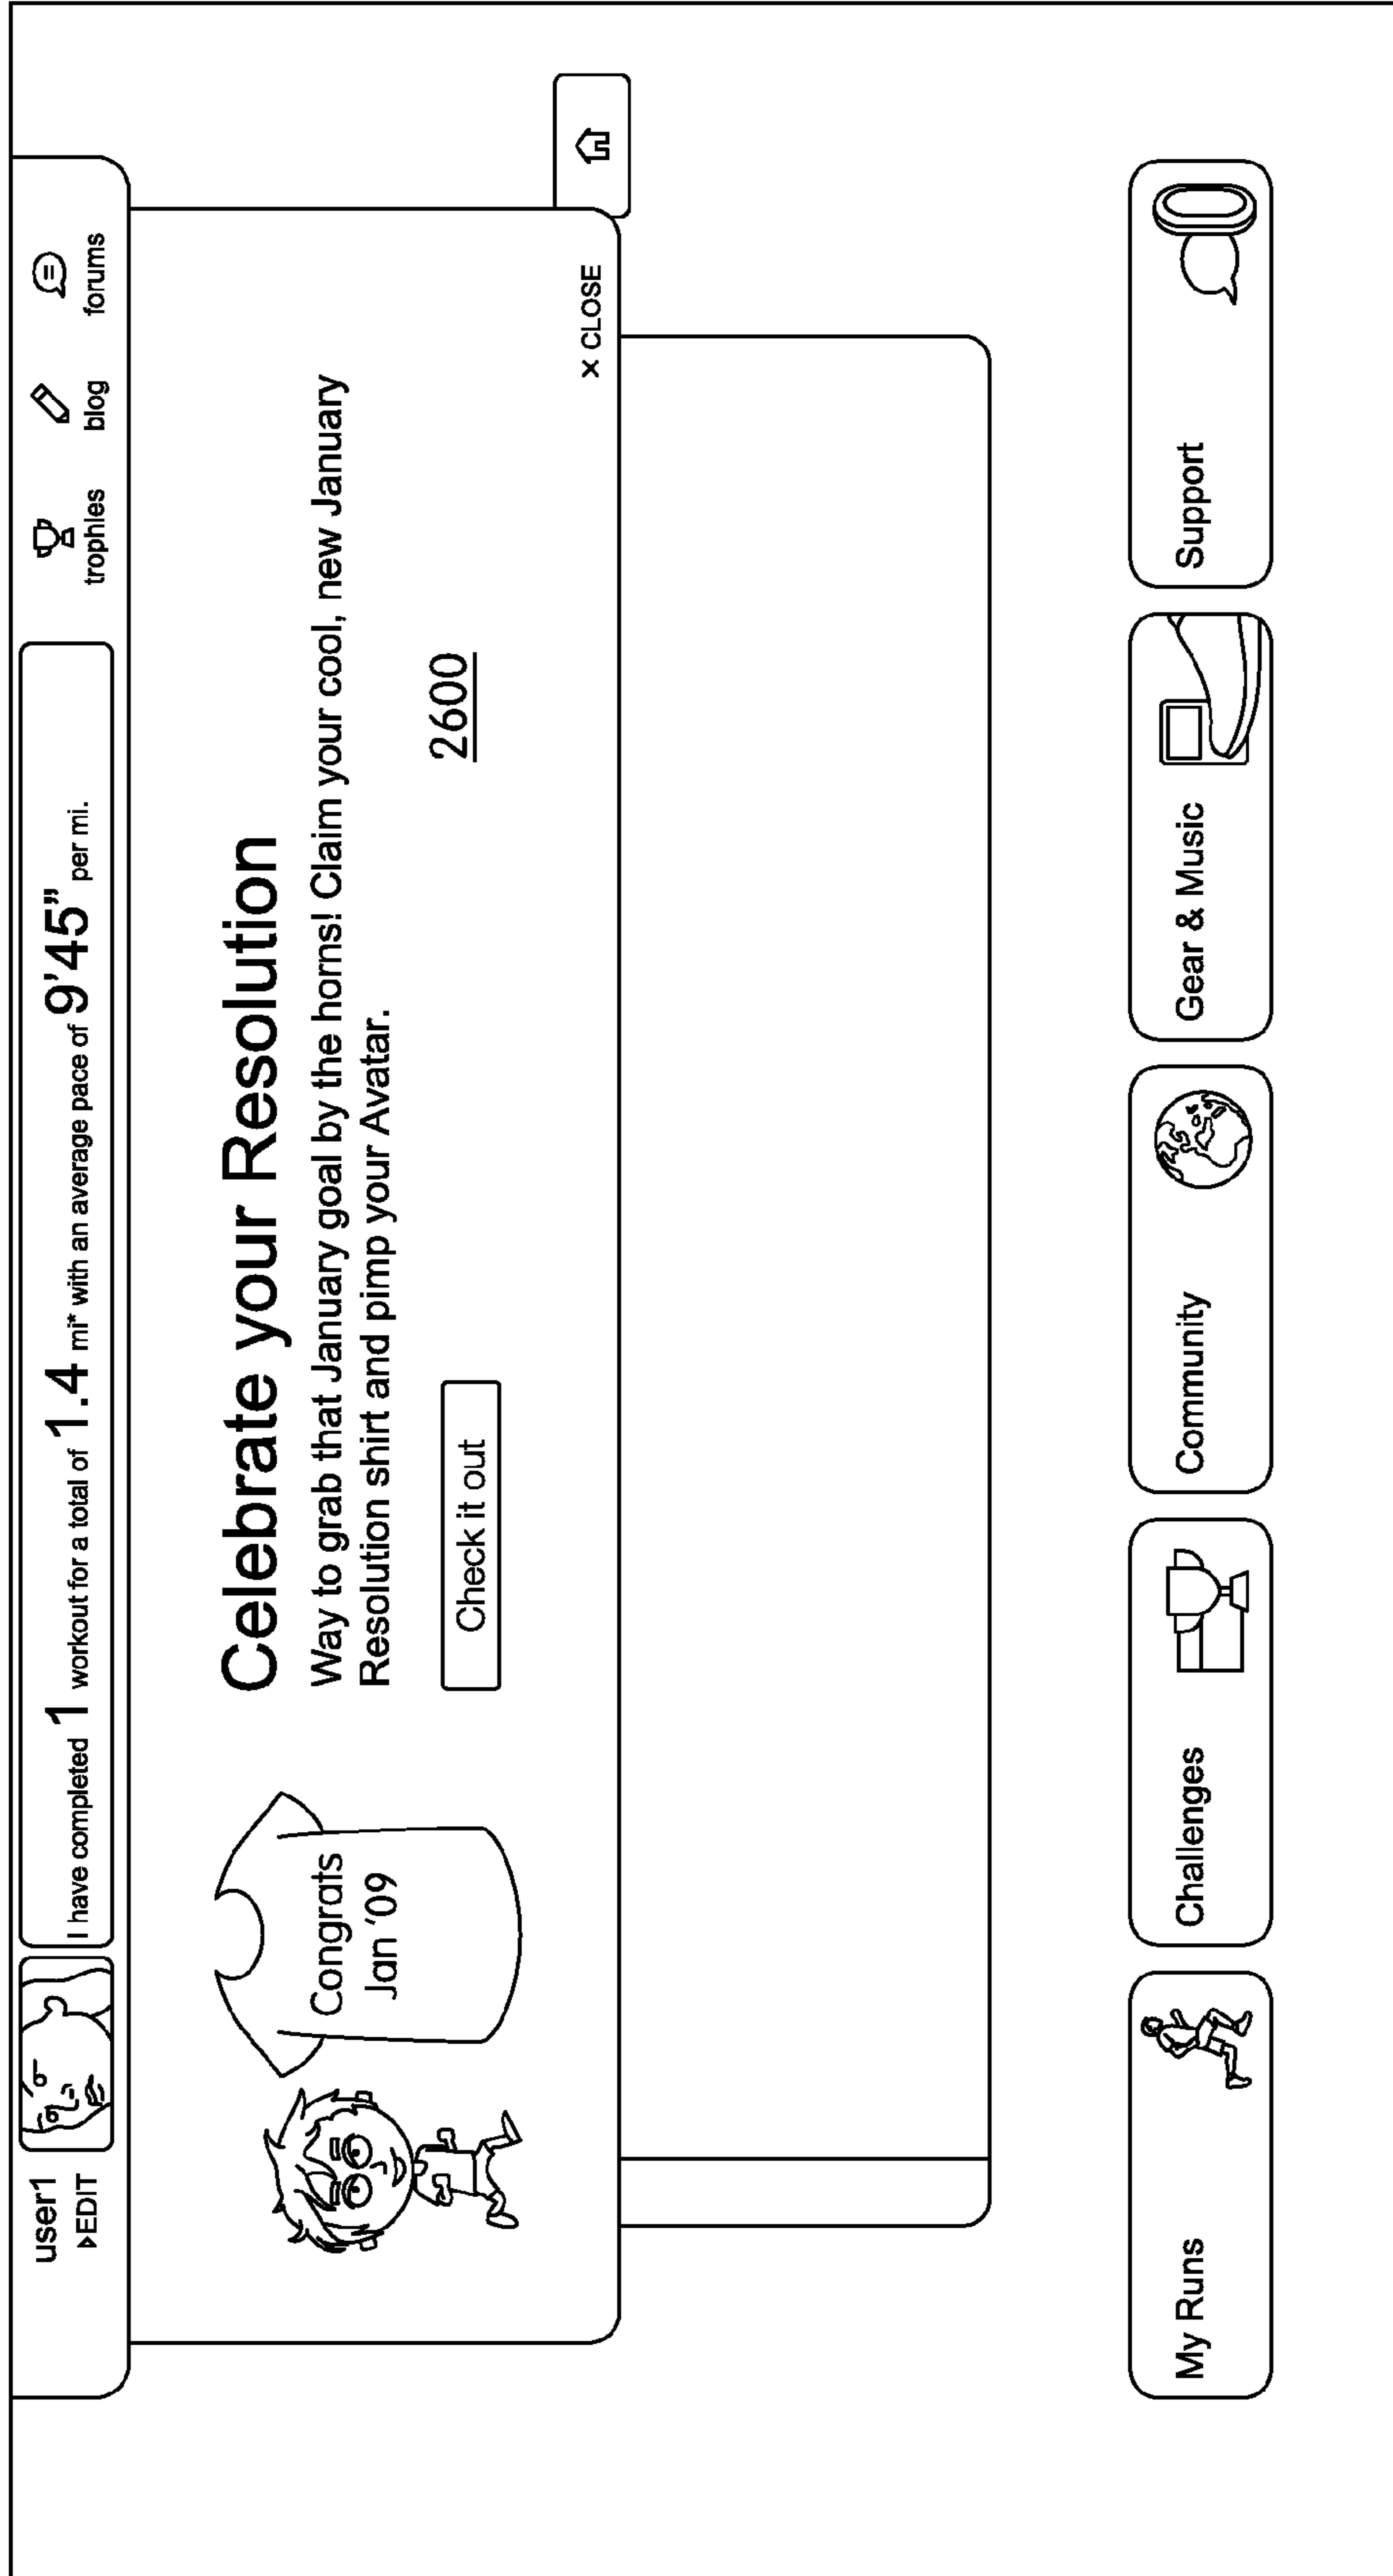 user1
▸EDIT
I have completed 1 workout for a total of 1.4 mi* with an average pace of 9'45" per mi.
trophies
blog
forums
Congrats
Jan '09
Celebrate your Resolution
Way to grab that January goal by the horns! Claim your cool, new January
Resolution shirt and pimp your Avatar.
Check it out
2600
× CLOSE
My Runs
Challenges
Community
Gear & Music
Support